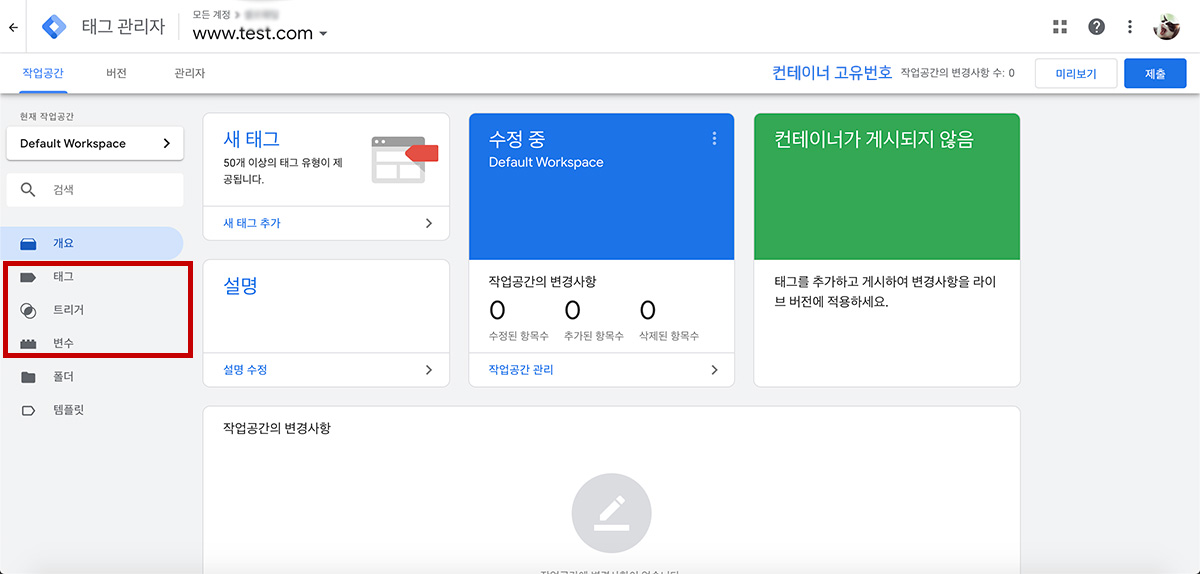 모든 계정 >
태그 관리자
www.test.com
작업공간
버전
관리자
컨테이너 고유번호
작업공간의 변경사항 수: 0
미리보기
제출
현재 작업공간
Default Workspace
검색
개요
태그
트리거
변수
폴더
템플릿
새 태그
50개 이상의 태그 유형이 제
공됩니다.
새 태그 추가
설명
설명 수정
수정 중
Default Workspace
작업공간의 변경사항
0
0
0
수정된 항목수
추가된 항목수
삭제된 항목수
작업공간 관리
컨테이너가 게시되지 않음
태그를 추가하고 게시하여 변경사항을 라이
브 버전에 적용하세요.
작업공간의 변경사항